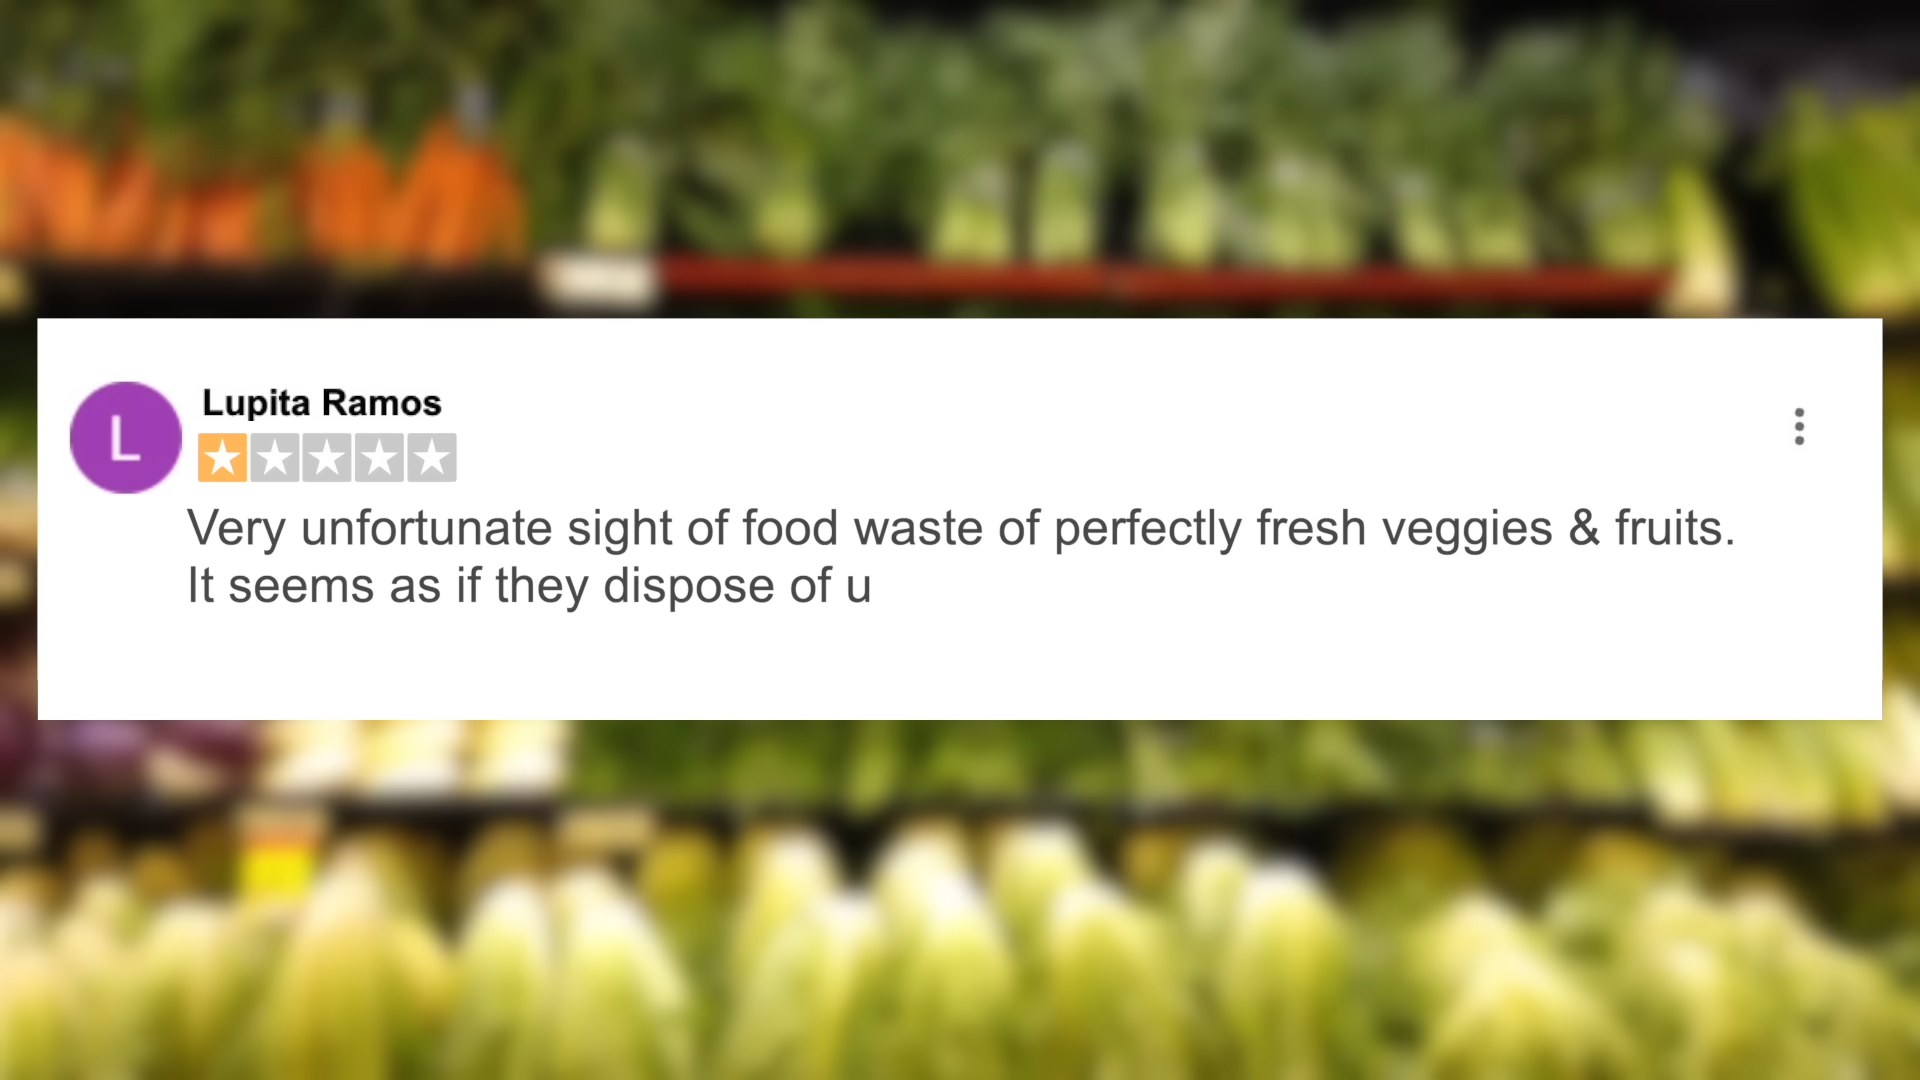 L
Lupita Ramos
Very unfortunate sight of food waste of perfectly fresh veggies & fruits.
It seems as if they dispose of u